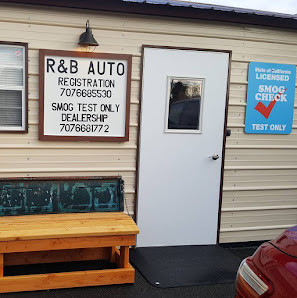 R&B AUTO
REGISTRATION
7076685530
SMOG TEST ONLY
DEALERSHIP
7076681772
State of California
LICENSED
SMOG
CHECK
TEST ONLY